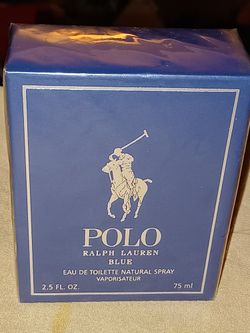 POLO
RALPH LAUREN
BLUE
EAU DE TOILETTE NATURAL SPRAY
VAPORISATEUR
2.5 FL. OZ. 75 ml